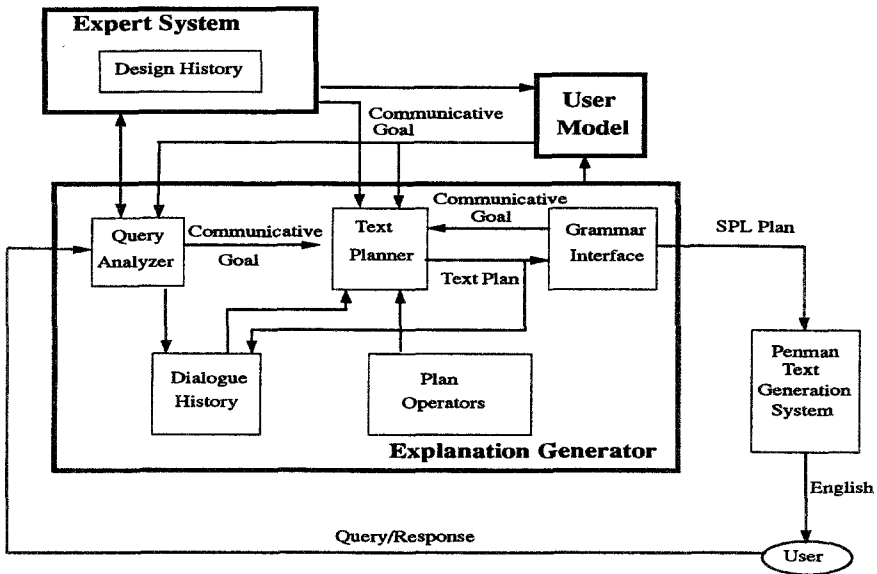 Expert System
Design History
Communicative
Goal
User
Model
Query
Analyzer
Communicative
Goal
Text
Planner
Communicative
Goal
Grammar
Interface
SPL Plan
Text Plan
Dialogue
History
Plan
Operators
Penman
Text
Generation
System
Explanation Generator
English
Query/Response
User